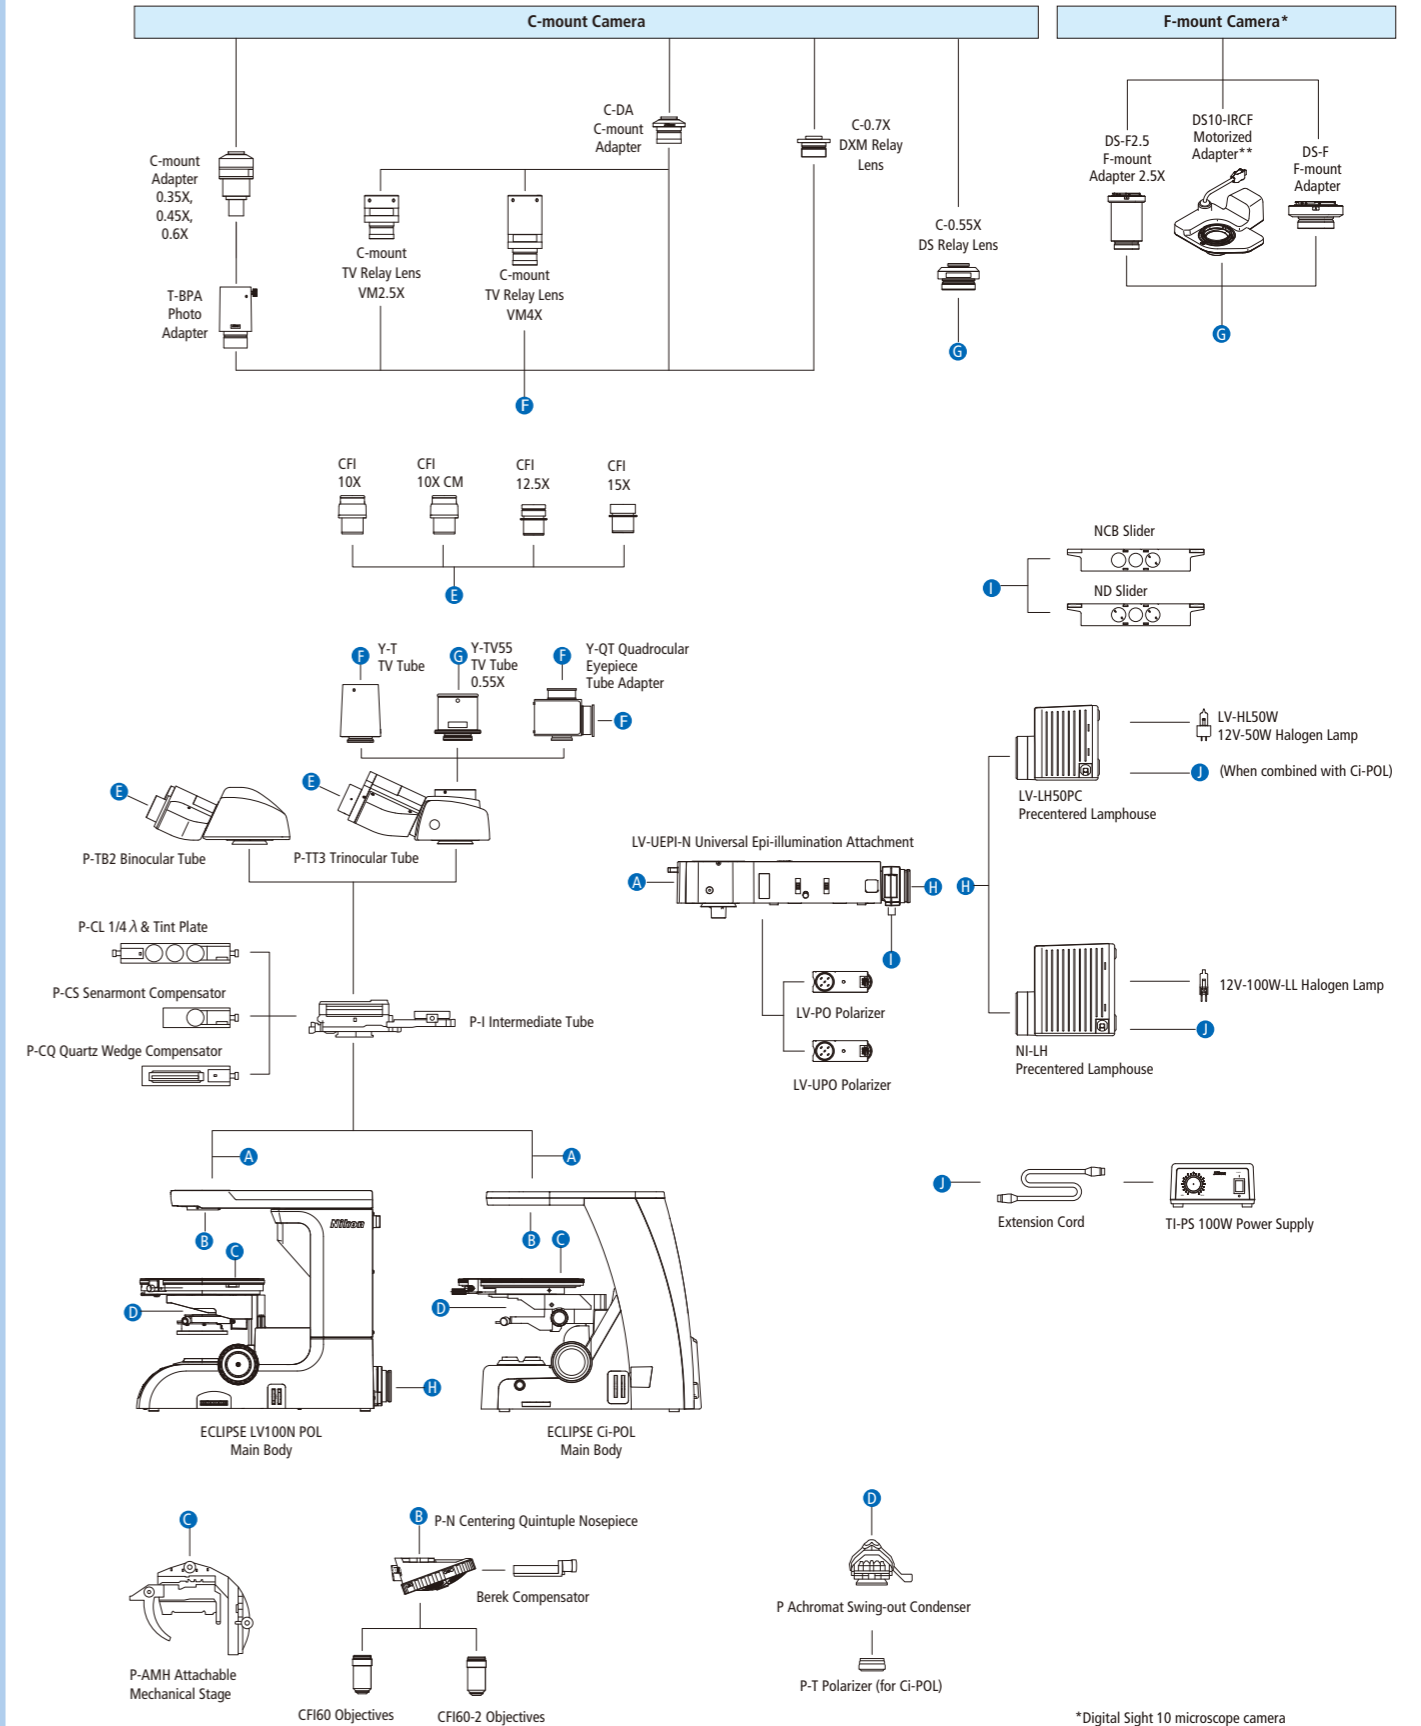 C-mount Camera
F-mount Camera*
C-mount
Adapter
0.35X,
0.45X,
0.6X
T-BPA
Photo
Adapter
C-mount
TV Relay Lens
VM2.5X
C-mount
TV Relay Lens
VM4X
C-DA
C-mount
Adapter
C-0.7X
DXM Relay
Lens
C-0.55X
DS Relay Lens
G
DS-F2.5
F-mount
Adapter 2.5X
DS10-IRCF
Motorized
Adapter**
DS-F
F-mount
Adapter
G
F
CFI
10X
CFI
10X CM
CFI
12.5X
CFI
15X
E
NCB Slider
I
ND Slider
F
Y-T
TV Tube
G
Y-TV55
TV Tube
0.55X
F
Y-QT Quadrocular
Eyepiece
Tube Adapter
F
E
P-TB2 Binocular Tube
E
P-TT3 Trinocular Tube
LV-UEPI-N Universal Epi-illumination Attachment
A
H
I
LV-PO Polarizer
LV-UPO Polarizer
H
LV-HL50W
12V-50W Halogen Lamp
J (When combined with Ci-POL)
LV-LH50PC
Precentered Lamphouse
12V-100W-LL Halogen Lamp
J
NI-LH
Precentered Lamphouse
P-CL 1/4 λ & Tint Plate
P-CS Senarmont Compensator
P-CQ Quartz Wedge Compensator
P-I Intermediate Tube
J
Extension Cord
TI-PS 100W Power Supply
A
A
Nikon
B
C
D
H
ECLIPSE LV100N POL
Main Body
B
C
D
ECLIPSE Ci-POL
Main Body
C
P-AMH Attachable
Mechanical Stage
B
P-N Centering Quintuple Nosepiece
Berek Compensator
CFI60 Objectives
CFI60-2 Objectives
D
P Achromat Swing-out Condenser
P-T Polarizer (for Ci-POL)
*Digital Sight 10 microscope camera